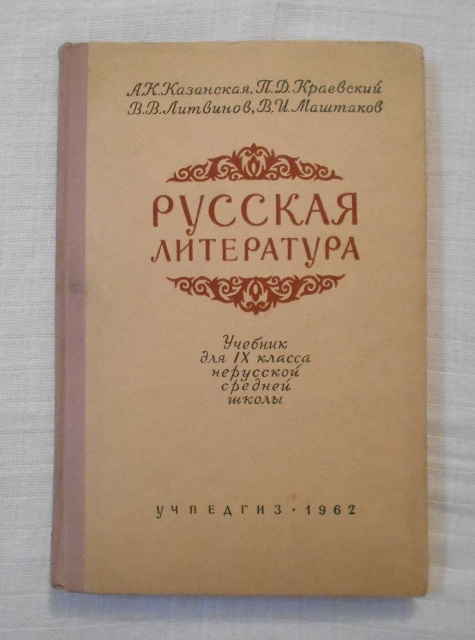 А.К.Казанская, П.Д.Краевский
В.В.Литвинов, В.И.Маштаков
РУССКАЯ
ЛИТЕРАТУРА
Учебник
для IX класса
нерусской
средней
школы
УЧПЕДГИЗ · 1962